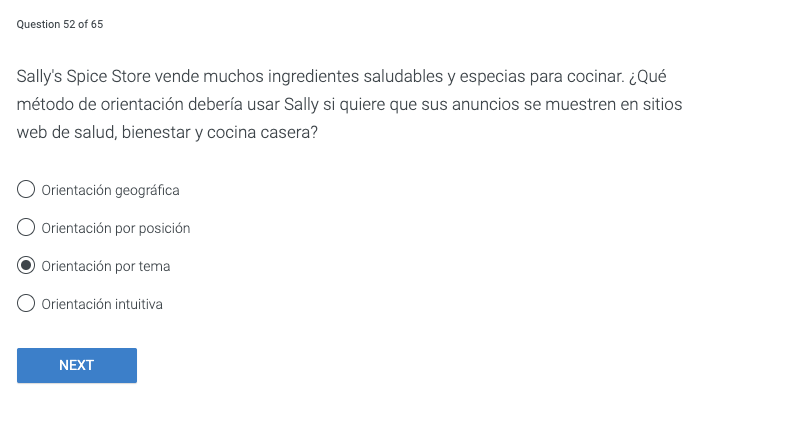 Question 52 of 65
Sally's Spice Store vende muchos ingredientes saludables y especias para cocinar. ¿Qué
método de orientación debería usar Sally si quiere que sus anuncios se muestren en sitios
web de salud, bienestar y cocina casera?
Orientación geográfica
Orientación por posición
Orientación por tema
Orientación intuitiva
NEXT